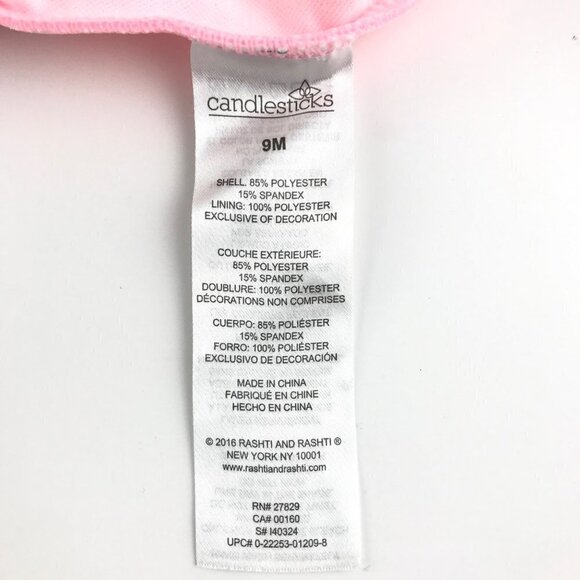 candlesticks
9M
SHELL. 85% POLYESTER
15% SPANDEX
LINING: 100% POLYESTER
EXCLUSIVE OF DECORATION
COUCHE EXTÉRIEURE:
85% POLYESTER
15% SPANDEX
DOUBLURE: 100% POLYESTER
DÉCORATIONS NON COMPRISES
CUERPO: 85% POLIÉSTER
15% SPANDEX
FORRO: 100% POLIÉSTER
EXCLUSIVO DE DECORACIÓN
MADE IN CHINA
FABRIQUÉ EN CHINE
HECHO EN CHINA
© 2016 RASHTI AND RASHTI ®
NEW YORK NY 10001
www.rashtiandrashti.com
RN# 27829
CA# 00160
S# I40324
UPC# 0-22253-01209-8